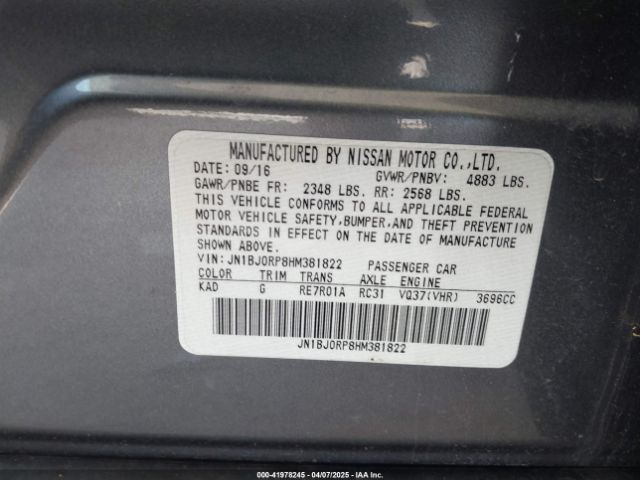 MANUFACTURED BY NISSAN MOTOR CO.,LTD.
DATE: 09/16 GVWR/PNBV: 4883 LBS.
GAWR/PNBE FR: 2348 LBS. RR: 2568 LBS.
THIS VEHICLE CONFORMS TO ALL APPLICABLE FEDERAL
MOTOR VEHICLE SAFETY, BUMPER, AND THEFT PREVENTION
STANDARDS IN EFFECT ON THE DATE OF MANUFACTURE
SHOWN ABOVE.
VIN: JN1BJ0RP8HM381822 PASSENGER CAR
COLOR TRIM TRANS AXLE ENGINE
KAD G RE7R01A RC31 VQ37(VHR) 3696CC
JN1BJ0RP8HM381822
000-41978245 - 04/07/2025 - IAA Inc.